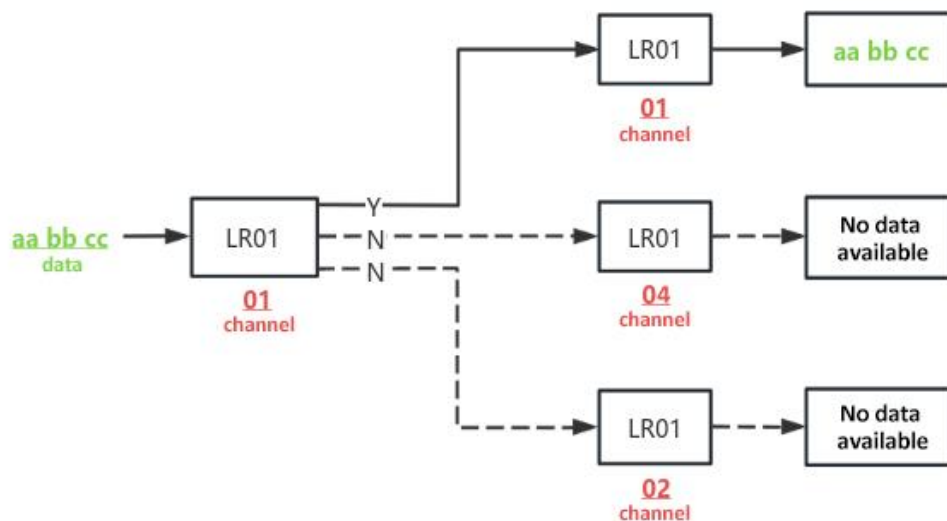 LR01
aa bb cc
01
channel
Y
aa bb cc
data
LR01
N
LR01
No data
available
N
01
channel
04
channel
LR01
No data
available
02
channel